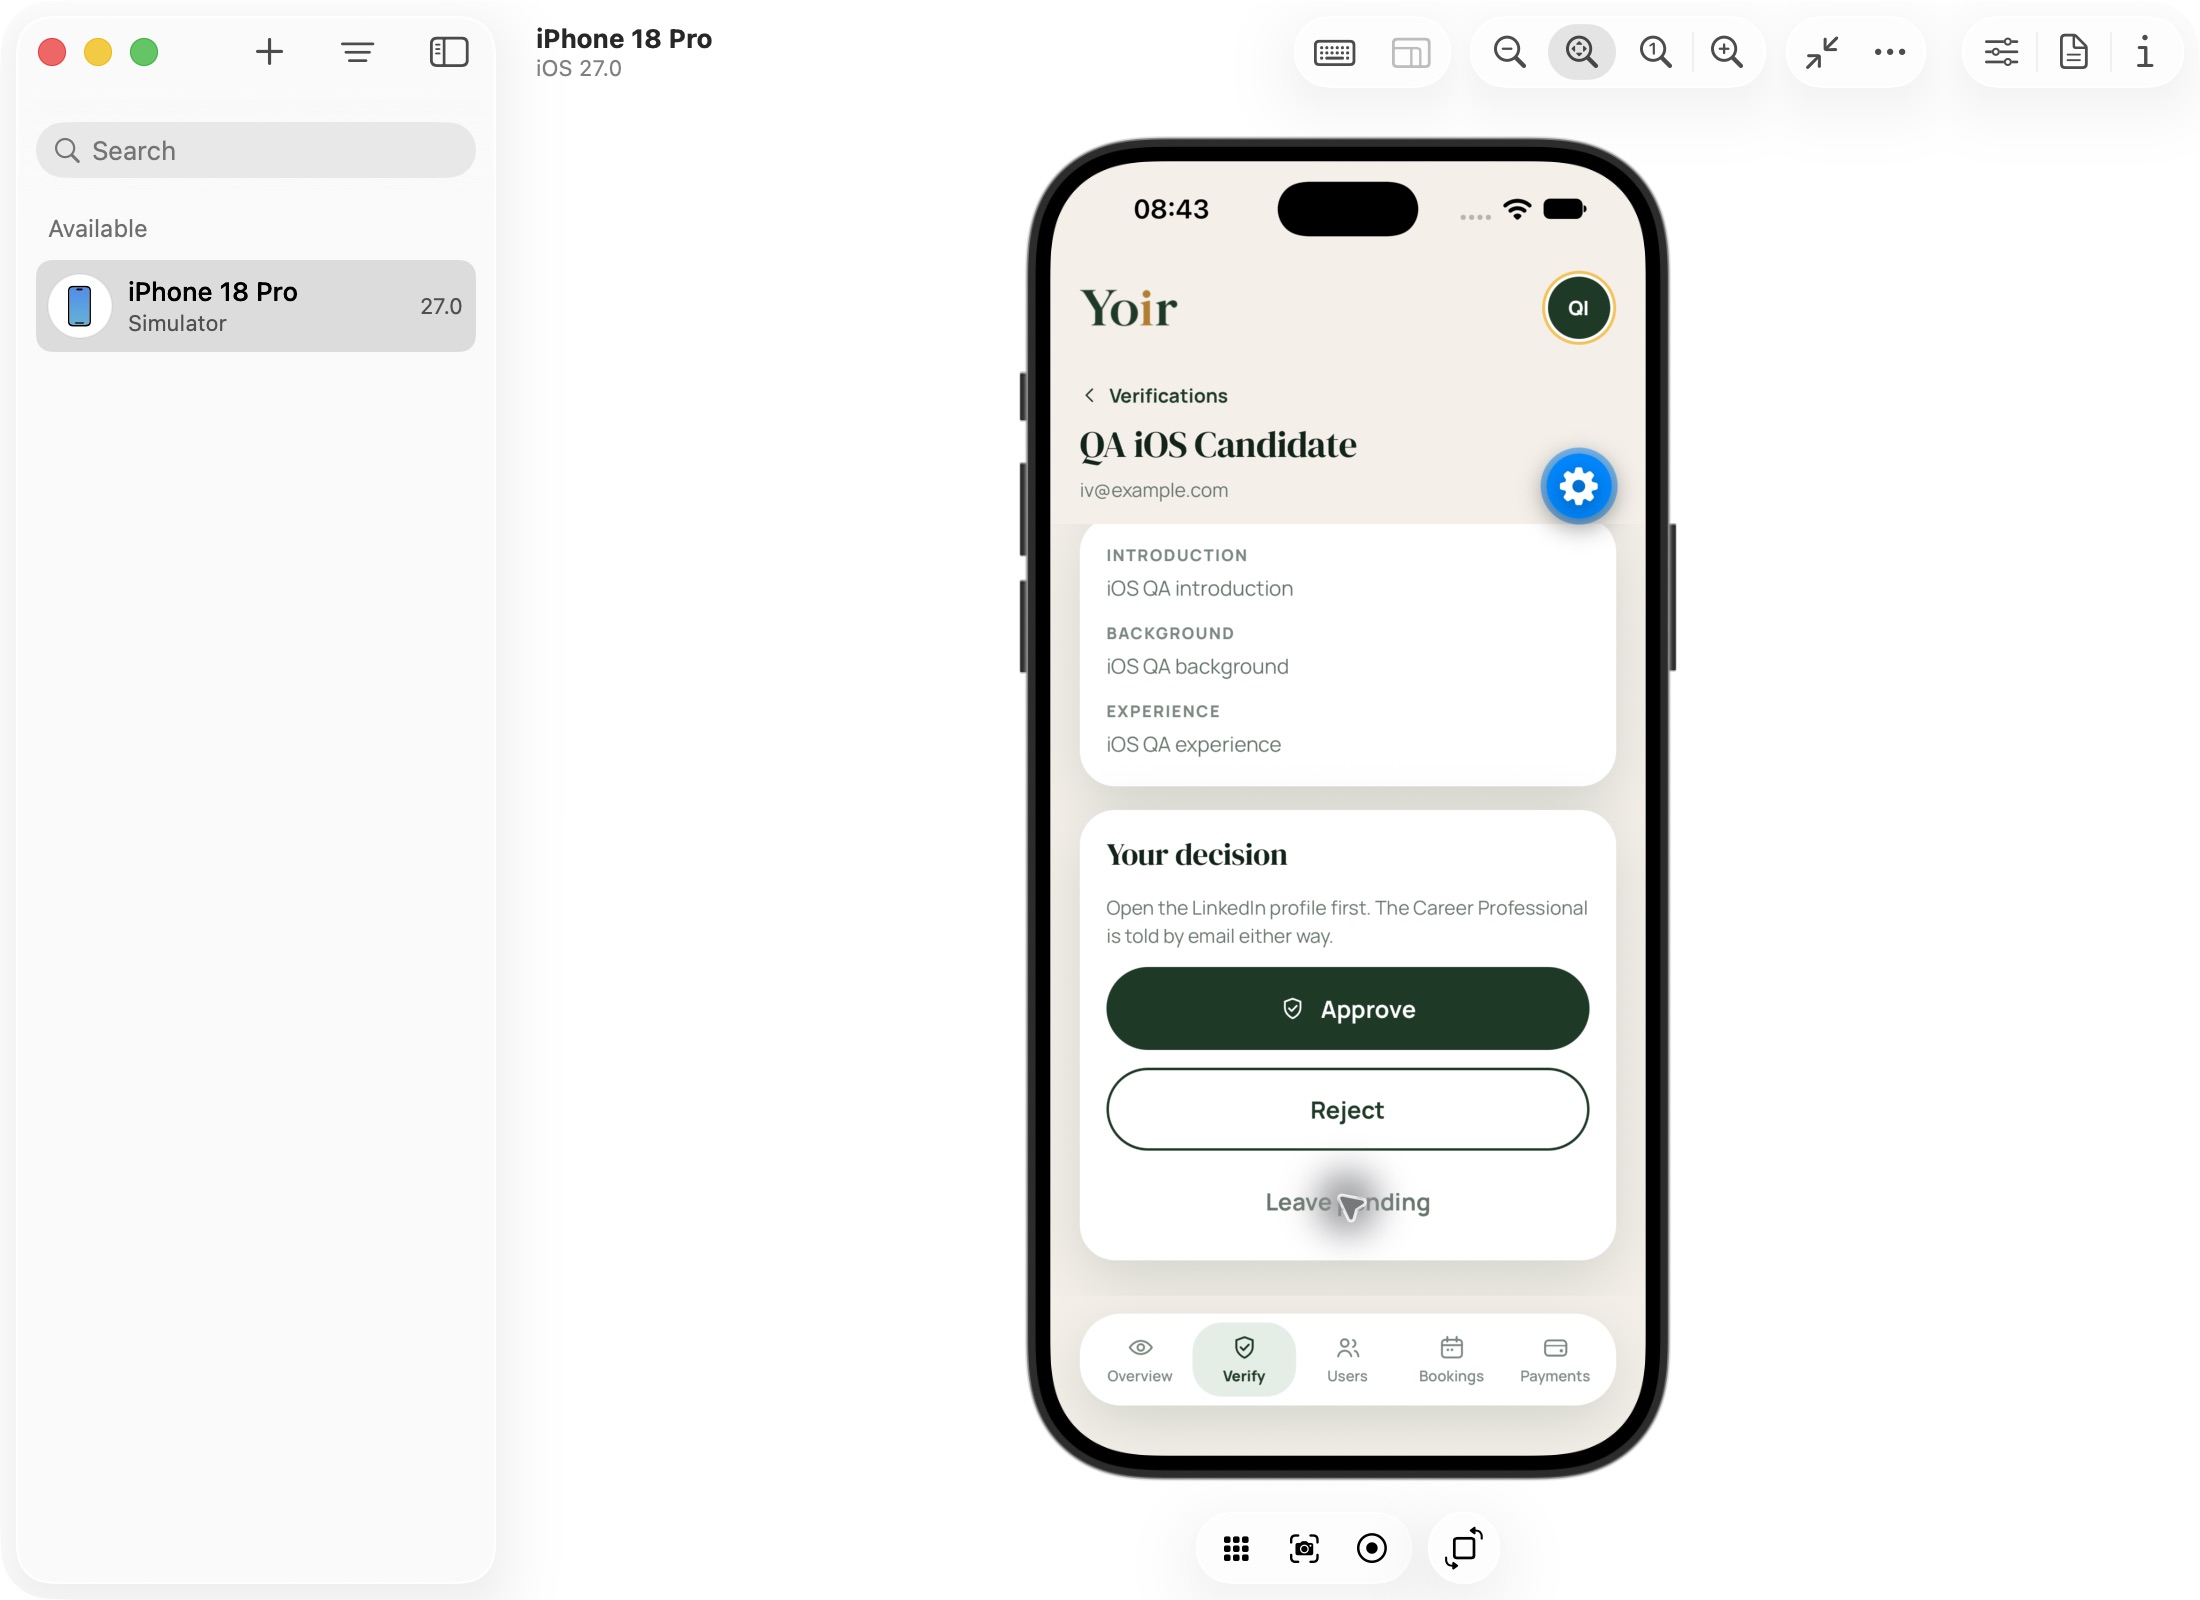 iPhone 18 Pro
iOS 27.0
Search
Available
iPhone 18 Pro
Simulator
27.0
08:43
Yoir
QI
Verifications
QA iOS Candidate
iv@example.com
INTRODUCTION
iOS QA introduction
BACKGROUND
iOS QA background
EXPERIENCE
iOS QA experience
Your decision
Open the LinkedIn profile first. The Career Professional
is told by email either way.
Approve
Reject
Leave
Overview
Verify
Users
Bookings
Payments